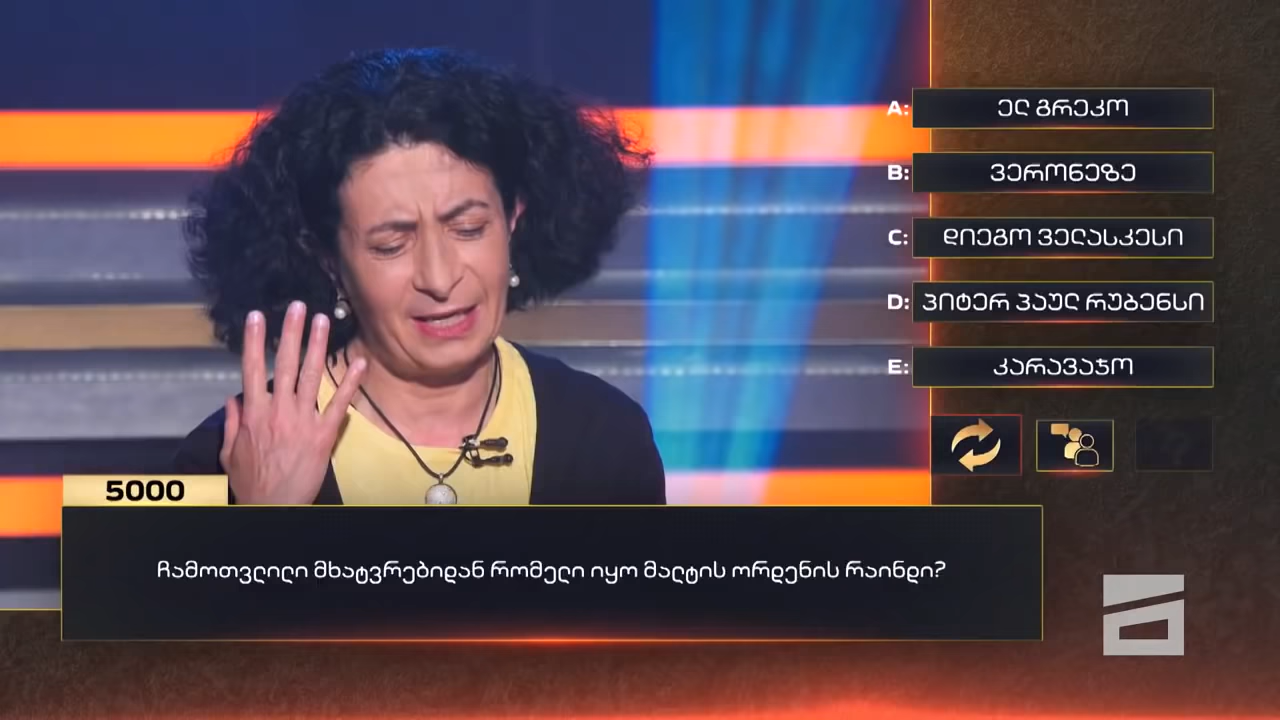 A: ელ გრეკო
B: ვერონეზე
C: დიეგო ველასკესი
D: პიტერ პაულ რუბენსი
E: კარავაჯო
5000
ჩამოთვლილი მხატვრებიდან რომელი იყო მალტის ორდენის რაინდი?